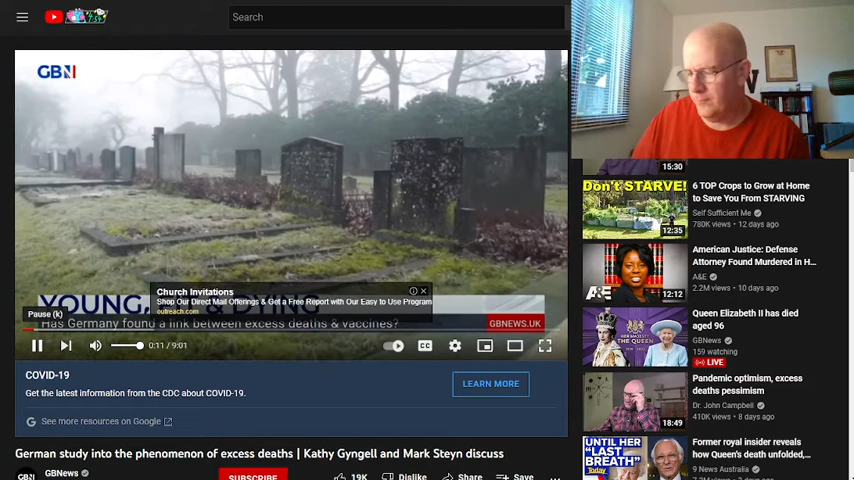 Search
GBN
Church Invitations
Shop Our Direct Mail Offerings & Get a Free Report with Our Easy to Use Program
outreach.com
Pause (k)
Has Germany found a link between excess deaths & vaccines?
GBNEWS.UK
0:11 / 9:01
CC
COVID-19
Get the latest information from the CDC about COVID-19.
LEARN MORE
See more resources on Google
German study into the phenomenon of excess deaths | Kathy Gyngell and Mark Steyn discuss
GBN
GBNews
SUBSCRIBE
19K
Dislike
Share
Save
15:30
Don't STARVE!
12:35
6 TOP Crops to Grow at Home
to Save You From STARVING
Self Sufficient Me
780K views • 12 days ago
A&E
12:12
American Justice: Defense
Attorney Found Murdered in H...
A&E
2.2M views • 10 days ago
THE QUEEN
Queen Elizabeth II has died
aged 96
GBNews
159 watching
LIVE
18:49
Pandemic optimism, excess
deaths pessimism
Dr. John Campbell
8 days ago
UNTIL HER
"LAST
BREATH"
Today
Former royal insider reveals
how Queen's death unfolded,...
9 News Australia